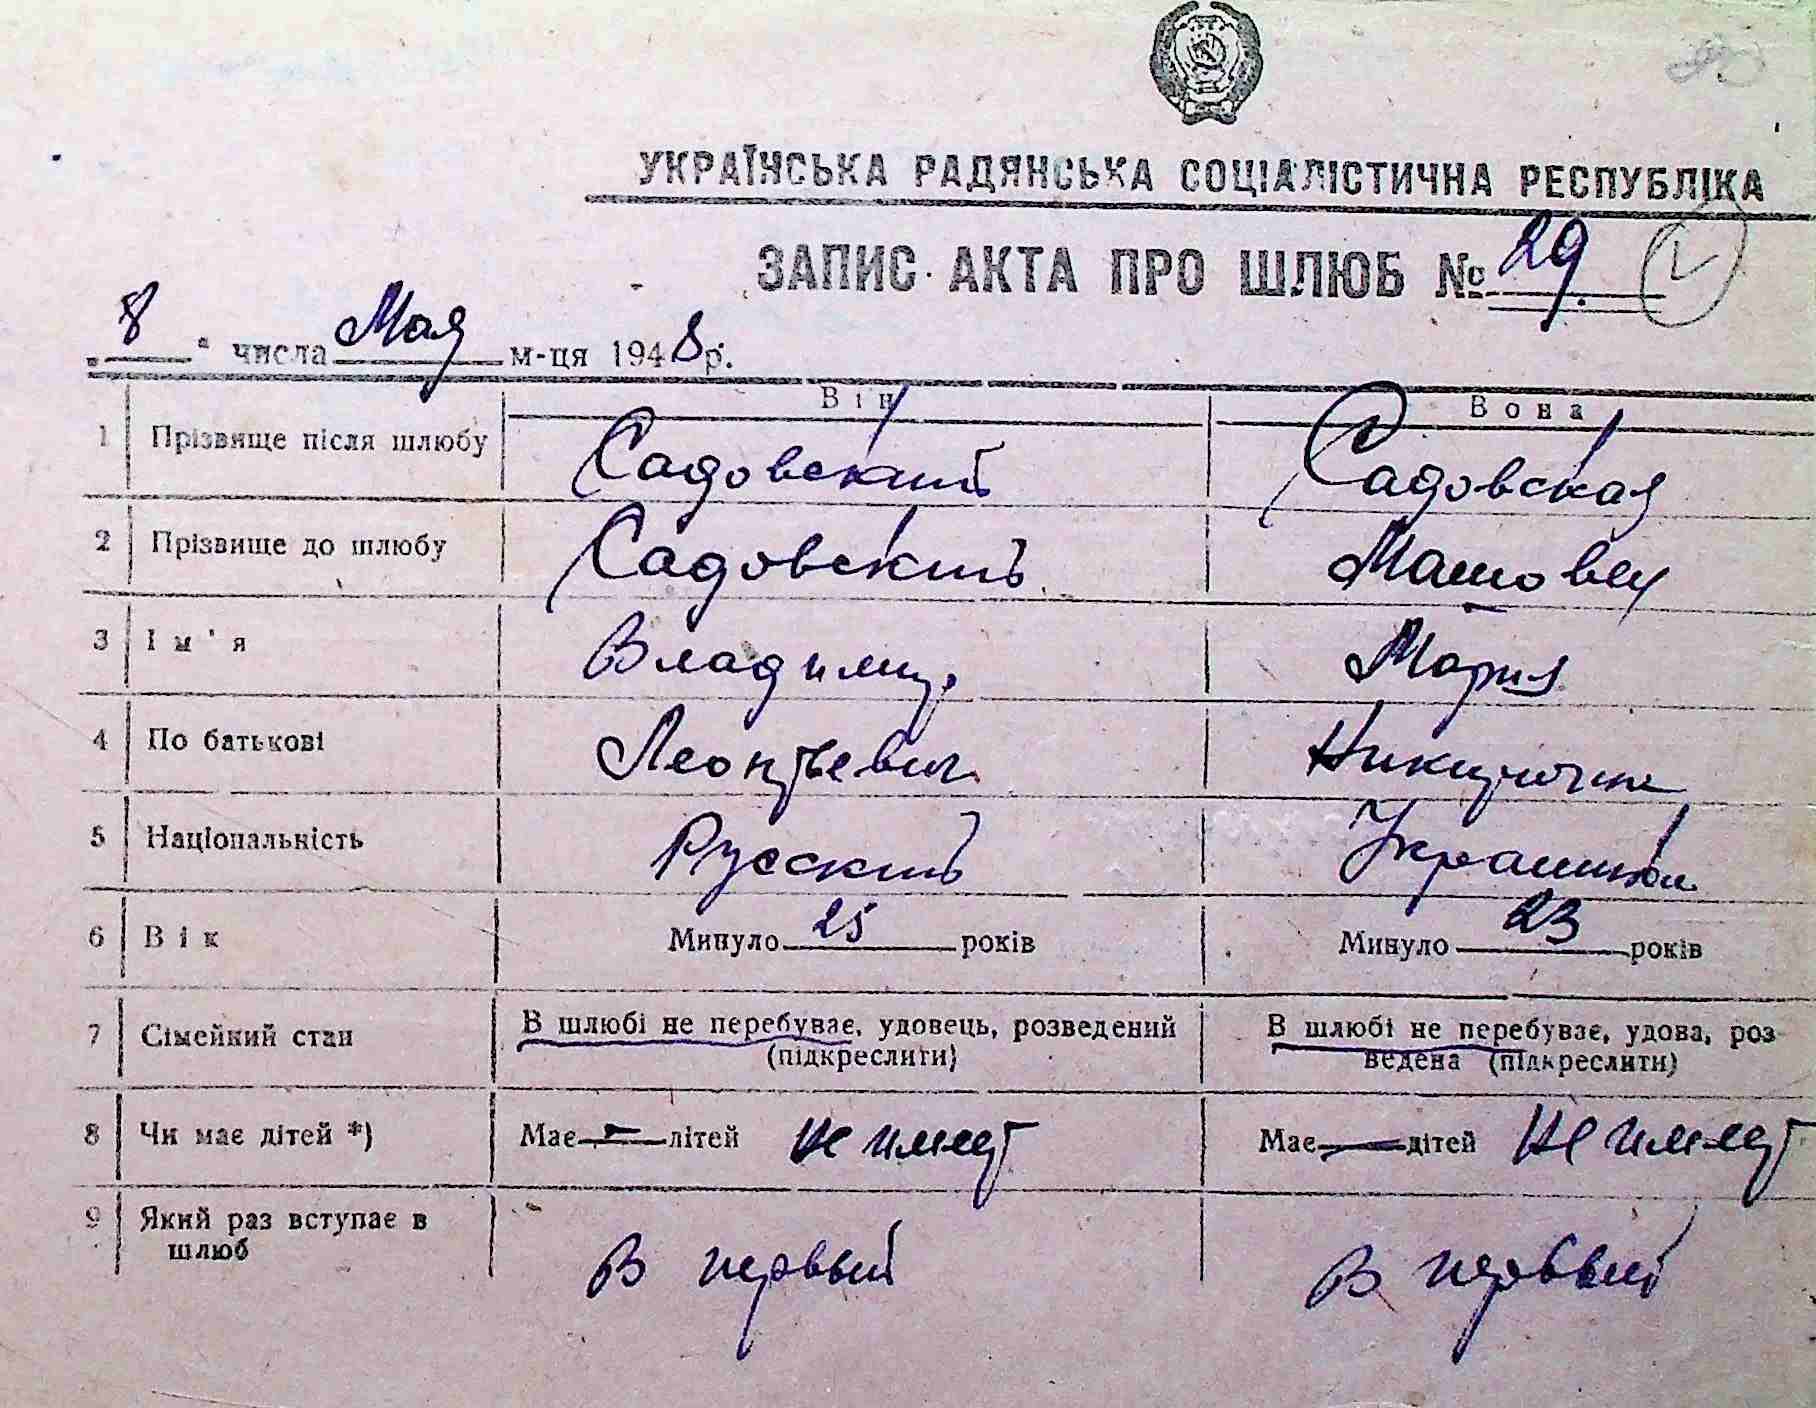 УКРАЇНСЬКА РАДЯНСЬКА СОЦІАЛІСТИЧНА РЕСПУБЛІКА
ЗАПИС АКТА ПРО ШЛЮБ № 29
„8“ числа Мая м-ця 1948 р.
Він Вона
1 Прізвище після шлюбу Садовский Садовская
2 Прізвище до шлюбу Садовский
3 Ім'я Владимир Мария
4 По батькові Леонтьевич
5 Національність Русский Украинка
6 Вік Минуло 25 років Минуло 23 років
7 Сімейний стан В шлюбі не перебуває, удовець, розведений (підкреслити) В шлюбі не перебуває, удова, розведена (підкреслити)
8 Чи має дітей *) Має — дітей не имеет Має — дітей не имеет
9 Який раз вступає в шлюб В первый В первый